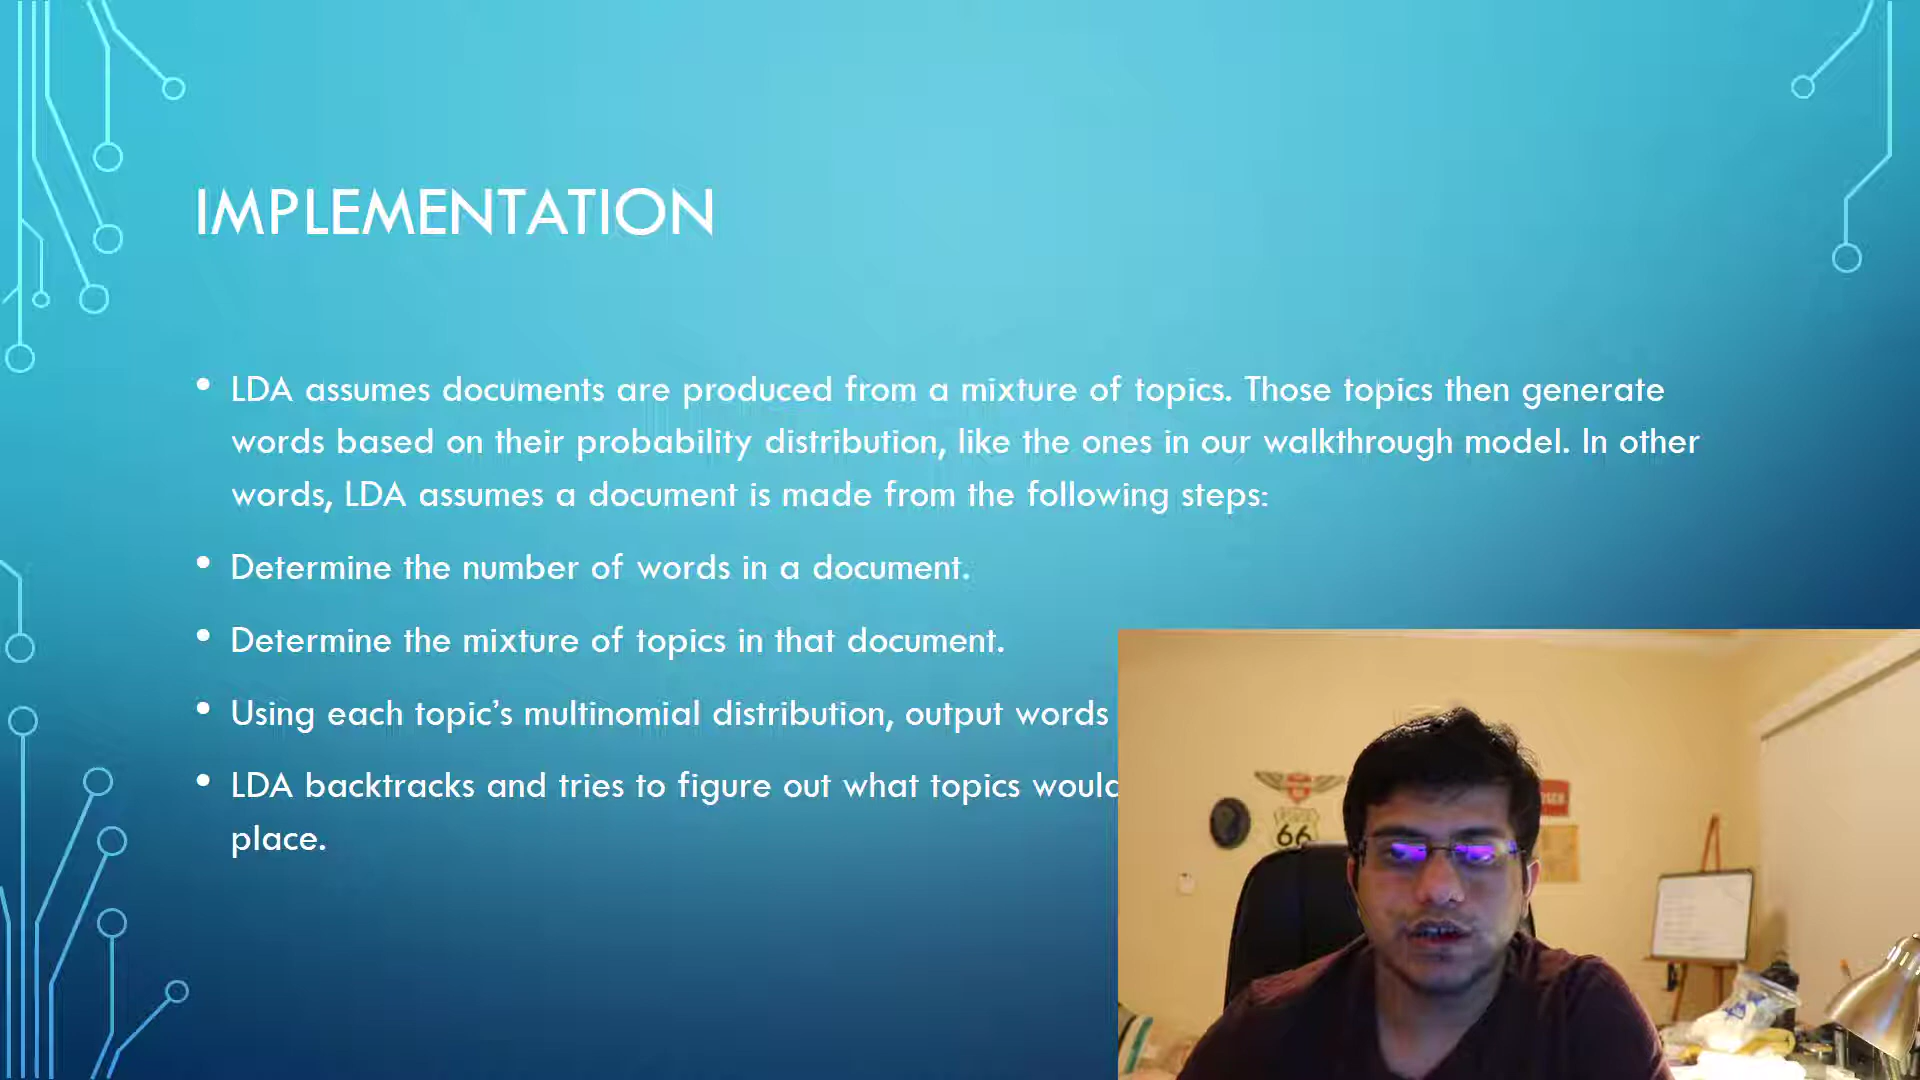 IMPLEMENTATION
• LDA assumes documents are produced from a mixture of topics. Those topics then generate
words based on their probability distribution, like the ones in our walkthrough model. In other
words, LDA assumes a document is made from the following steps:
• Determine the number of words in a document.
• Determine the mixture of topics in that document.
• Using each topic’s multinomial distribution, output words
• LDA backtracks and tries to figure out what topics would
place.
66